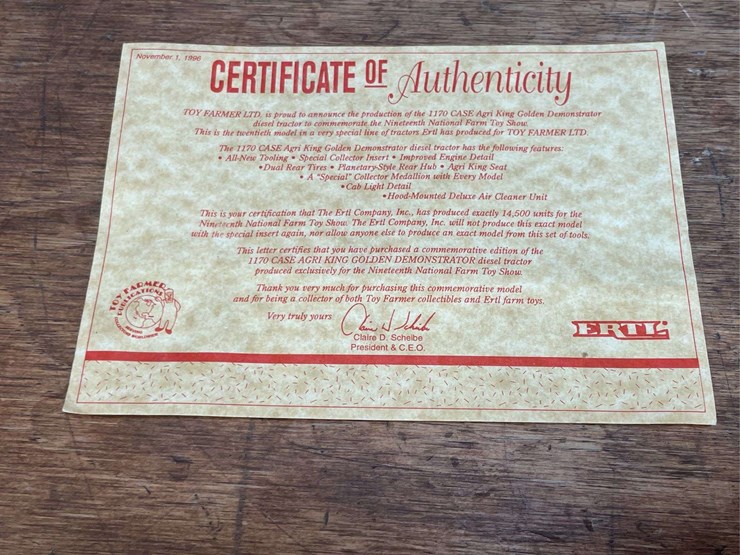 November 1, 1996
CERTIFICATE OF Authenticity
TOY FARMER LTD. is proud to announce the production of the 1170 CASE Agri King Golden Demonstrator
diesel tractor to commemorate the Nineteenth National Farm Toy Show.
This is the twentieth model in a very special line of tractors Ertl has produced for TOY FARMER LTD.
The 1170 CASE Agri King Golden Demonstrator diesel tractor has the following features:
• All-New Tooling • Special Collector Insert • Improved Engine Detail
•Dual Rear Tires • Planetary-Style Rear Hub • Agri King Seat
• A "Special" Collector Medallion with Every Model
•Cab Light Detail
•Hood-Mounted Deluxe Air Cleaner Unit
This is your certification that The Ertl Company, Inc., has produced exactly 14,500 units for the
Nineteenth National Farm Toy Show. The Ertl Company, Inc. will not produce this exact model
with the special insert again, nor allow anyone else to produce an exact model from this set of tools.
This letter certifies that you have purchased a commemorative edition of the
1170 CASE AGRI KING GOLDEN DEMONSTRATOR diesel tractor
produced exclusively for the Nineteenth National Farm Toy Show.
Thank you very much for purchasing this commemorative model
and for being a collector of both Toy Farmer collectibles and Ertl farm toys.
Very truly yours
Claire D. Scheibe
Claire D. Scheibe
President & C.E.O.
TOY FARMER
PUBLICATIONS
ERTL